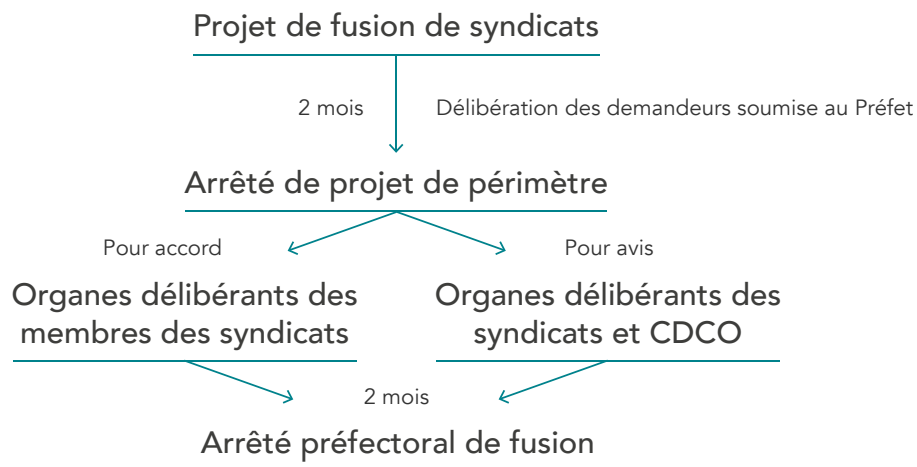 Projet de fusion de syndicats
2 mois
Délibération des demandeurs soumise au Préfet
Arrêté de projet de périmètre
Pour accord
Pour avis
Organes délibérants des
membres des syndicats
Organes délibérants des
syndicats et CDCO
2 mois
Arrêté préfectoral de fusion